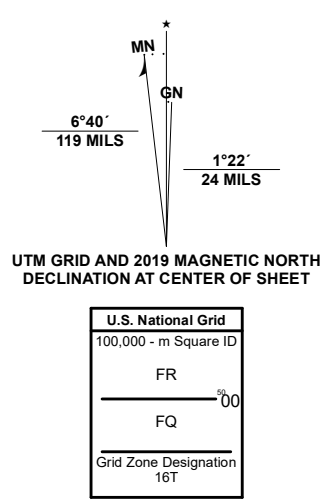 ★
MN
GN
6°40´
119 MILS
1°22´
24 MILS
UTM GRID AND 2019 MAGNETIC NORTH
DECLINATION AT CENTER OF SHEET
U.S. National Grid
100,000 - m Square ID
FR
50 00
FQ
Grid Zone Designation
16T